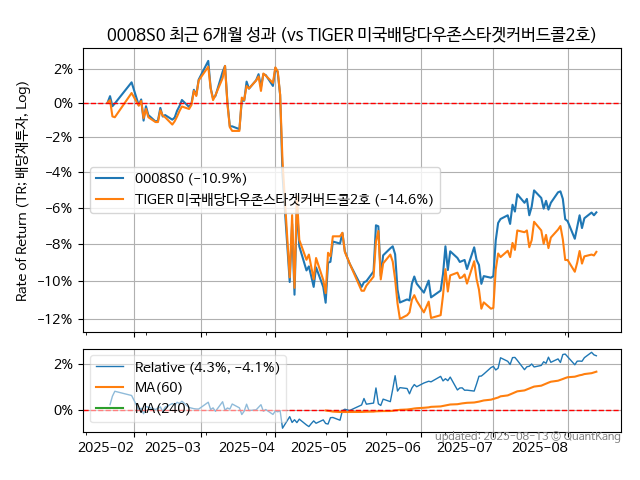 0008S0 최근 6개월 성과 (vs TIGER 미국배당다우존스타겟커버드콜2호)
Rate of Return (TR; 배당재투자, Log)
2%
0%
−2%
−4%
−6%
−8%
−10%
−12%
0008S0 (−10.9%)
TIGER 미국배당다우존스타겟커버드콜2호 (−14.6%)
2%
0%
Relative (4.3%, −4.1%)
MA(60)
MA(240)
updated: 2025-08-13 © QuantKang
2025-02 2025-03 2025-04 2025-05 2025-06 2025-07 2025-08